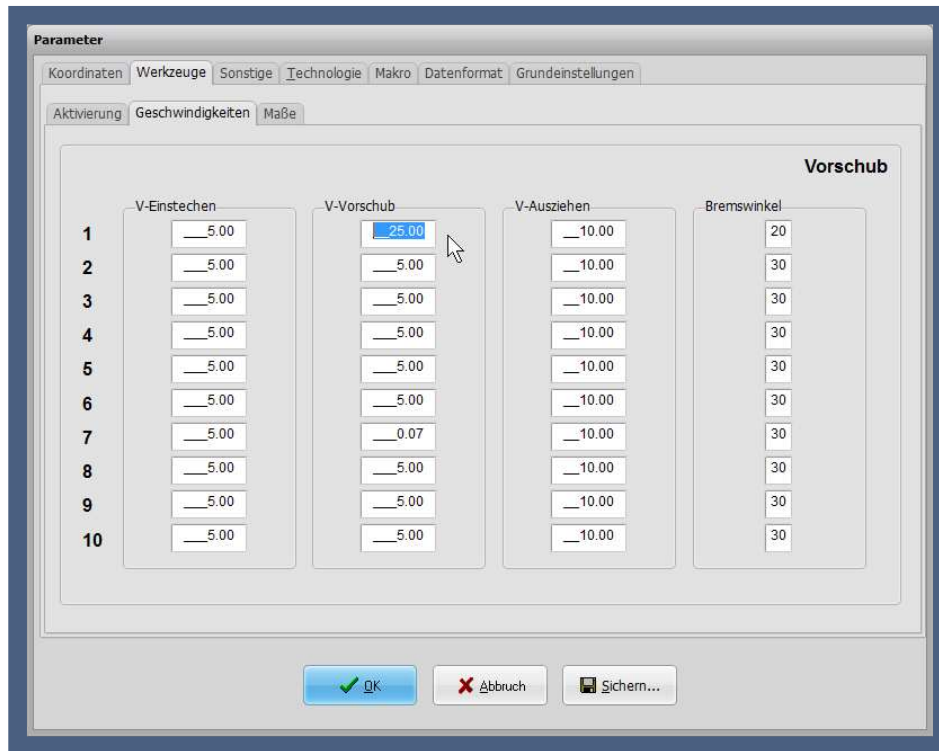 Parameter
Koordinaten Werkzeuge Sonstige Technologie Makro Datenformat Grundeinstellungen
Aktivierung Geschwindigkeiten Maße
Vorschub
V-Einstechen V-Vorschub V-Ausziehen Bremswinkel
1 ___5.00 __25.00 __10.00 20
2 ___5.00 ___5.00 __10.00 30
3 ___5.00 ___5.00 __10.00 30
4 ___5.00 ___5.00 __10.00 30
5 ___5.00 ___5.00 __10.00 30
6 ___5.00 ___5.00 __10.00 30
7 ___5.00 ___0.07 __10.00 30
8 ___5.00 ___5.00 __10.00 30
9 ___5.00 ___5.00 __10.00 30
10 ___5.00 ___5.00 __10.00 30
OK Abbruch Sichern...